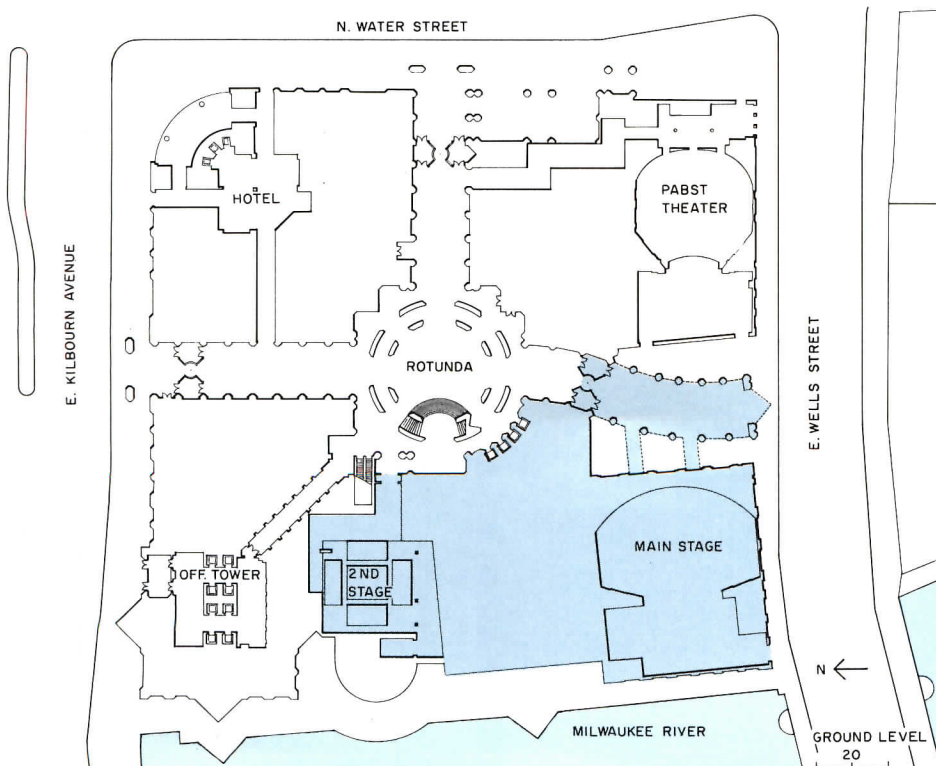 N. WATER STREET
HOTEL
PABST
THEATER
E. KILBOURN AVENUE
ROTUNDA
E. WELLS STREET
OFF. TOWER
2ND
STAGE
MAIN STAGE
N
MILWAUKEE RIVER
GROUND LEVEL
20